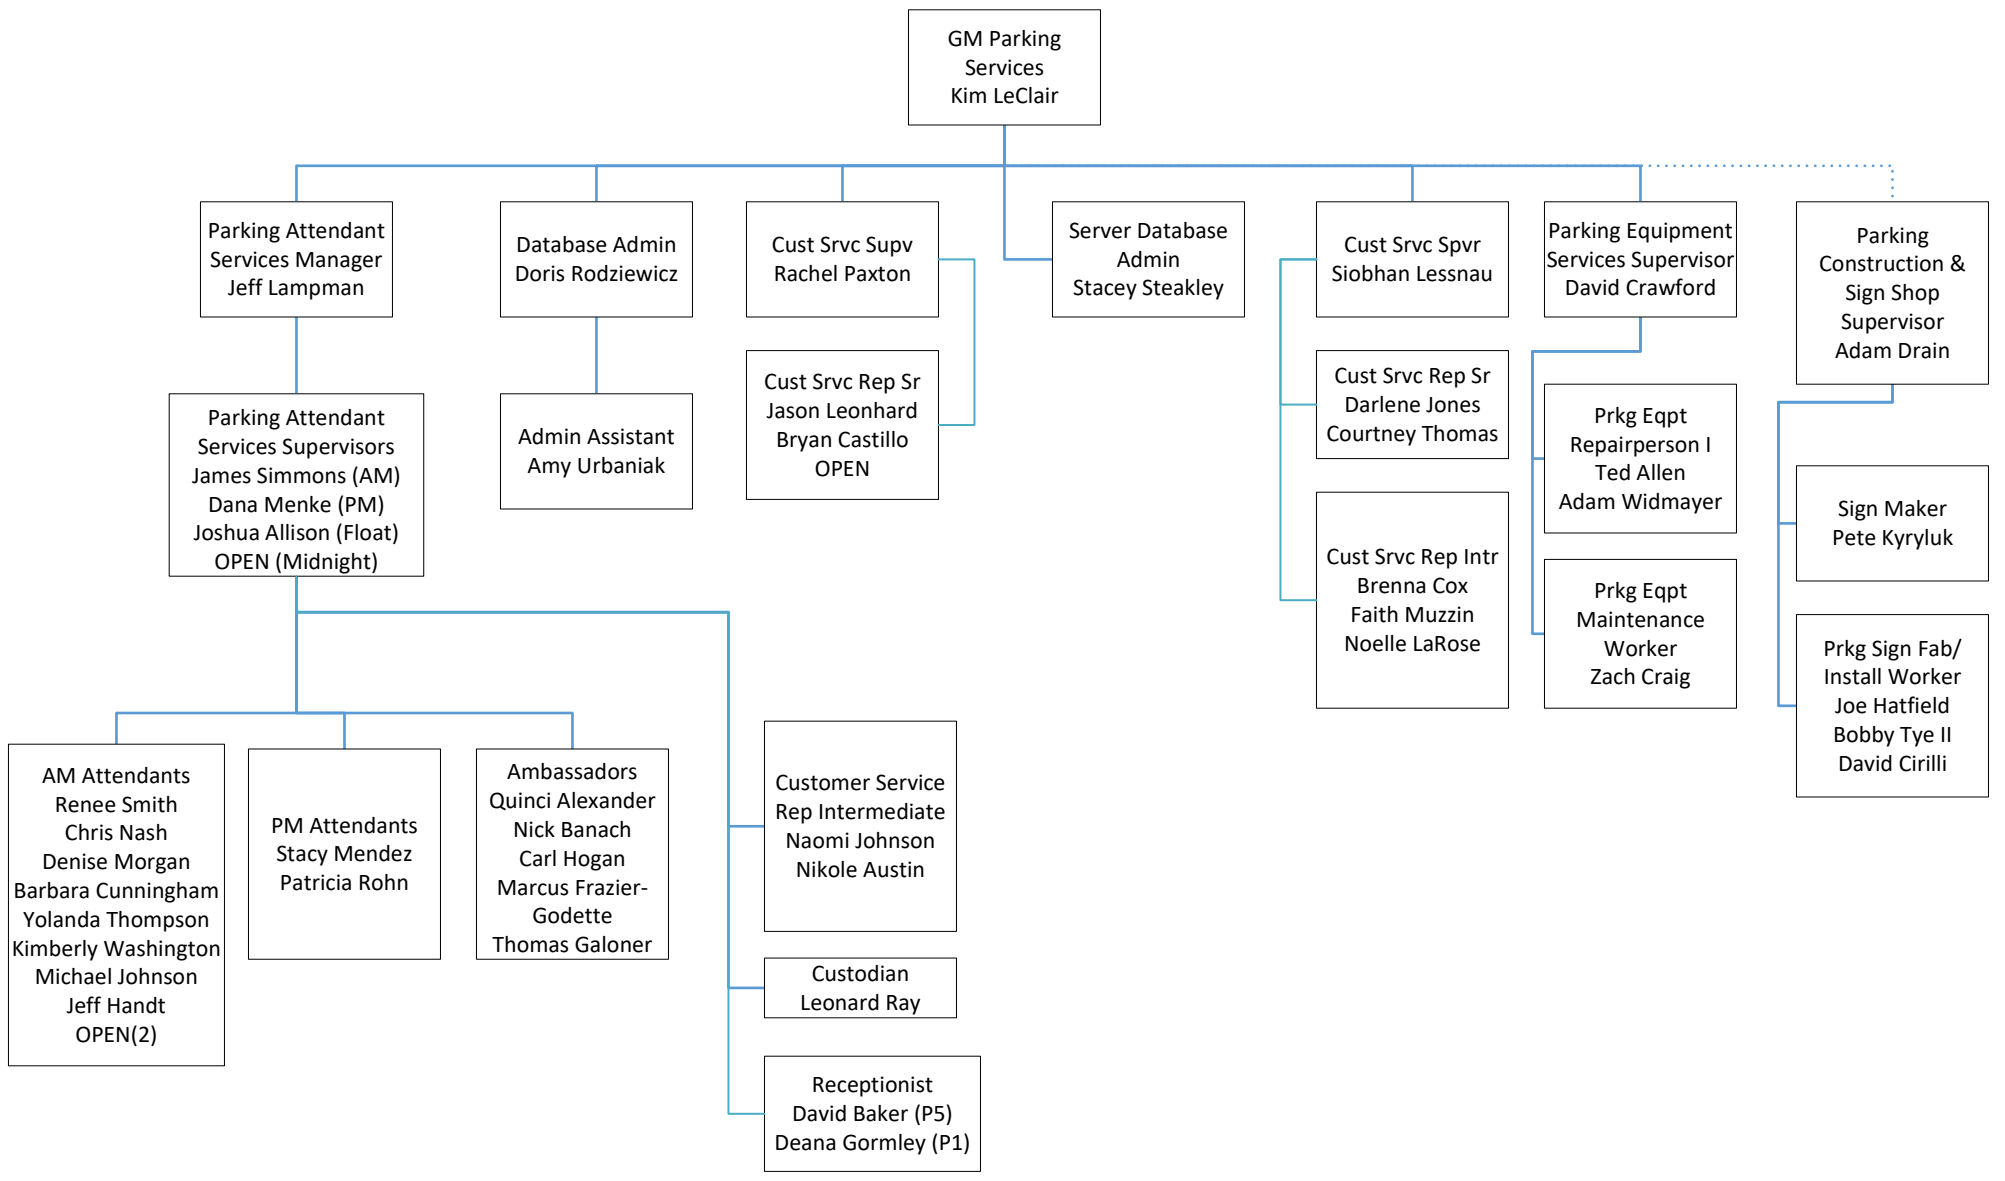 GM Parking
Services
Kim LeClair
Parking Attendant
Services Manager
Jeff Lampman
Database Admin
Doris Rodziewicz
Cust Srvc Supv
Rachel Paxton
Server Database
Admin
Stacey Steakley
Cust Srvc Spvr
Siobhan Lessnau
Parking Equipment
Services Supervisor
David Crawford
Parking
Construction &
Sign Shop
Supervisor
Adam Drain
Parking Attendant
Services Supervisors
James Simmons (AM)
Dana Menke (PM)
Joshua Allison (Float)
OPEN (Midnight)
Admin Assistant
Amy Urbaniak
Cust Srvc Rep Sr
Jason Leonhard
Bryan Castillo
OPEN
Cust Srvc Rep Sr
Darlene Jones
Courtney Thomas
Prkg Eqpt
Repairperson I
Ted Allen
Adam Widmayer
Sign Maker
Pete Kyryluk
Cust Srvc Rep Intr
Brenna Cox
Faith Muzzin
Noelle LaRose
Prkg Eqpt
Maintenance
Worker
Zach Craig
Prkg Sign Fab/
Install Worker
Joe Hatfield
Bobby Tye II
David Cirilli
AM Attendants
Renee Smith
Chris Nash
Denise Morgan
Barbara Cunningham
Yolanda Thompson
Kimberly Washington
Michael Johnson
Jeff Handt
OPEN(2)
PM Attendants
Stacy Mendez
Patricia Rohn
Ambassadors
Quinci Alexander
Nick Banach
Carl Hogan
Marcus Frazier-
Godette
Thomas Galoner
Customer Service
Rep Intermediate
Naomi Johnson
Nikole Austin
Custodian
Leonard Ray
Receptionist
David Baker (P5)
Deana Gormley (P1)